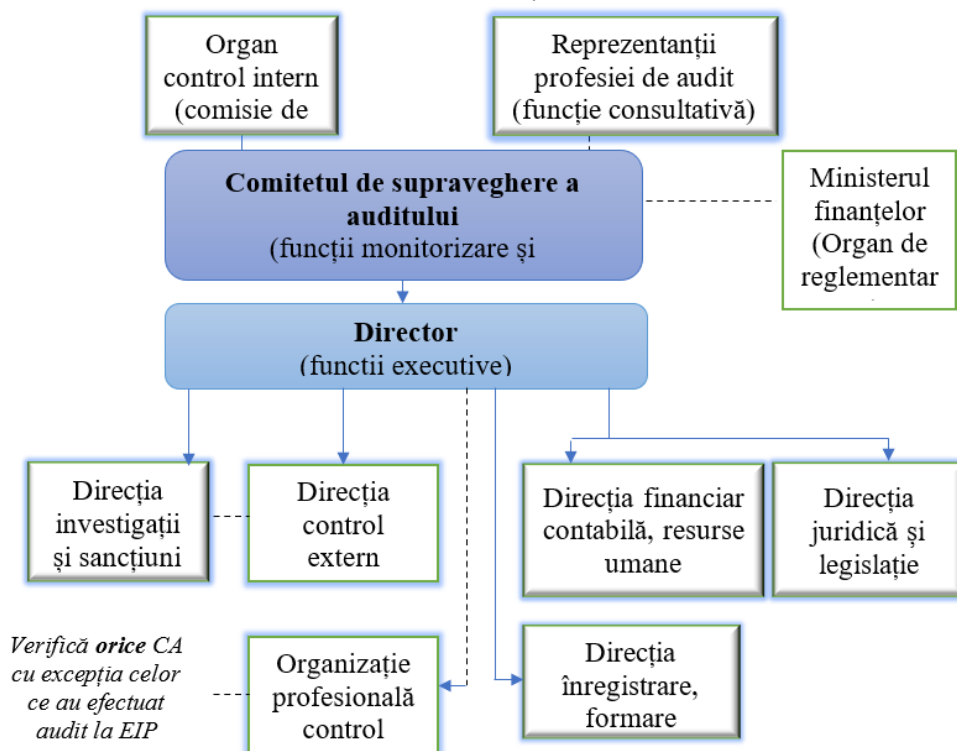 Organ
control intern
(comisie de
Reprezentanții
profesiei de audit
(funcție consultativă)
Comitetul de supraveghere a
auditului
(funcții monitorizare și
Ministerul
finanțelor
(Organ de
reglementar
Director
(functii executive)
Direcția
investigații
și sancțiuni
Direcția
control
extern
Direcția financiar
contabilă, resurse
umane
Direcția
juridică și
legislație
Verifică orice CA
cu excepția celor
ce au efectuat
audit la EIP
Organizație
profesională
control
Direcția
înregistrare,
formare